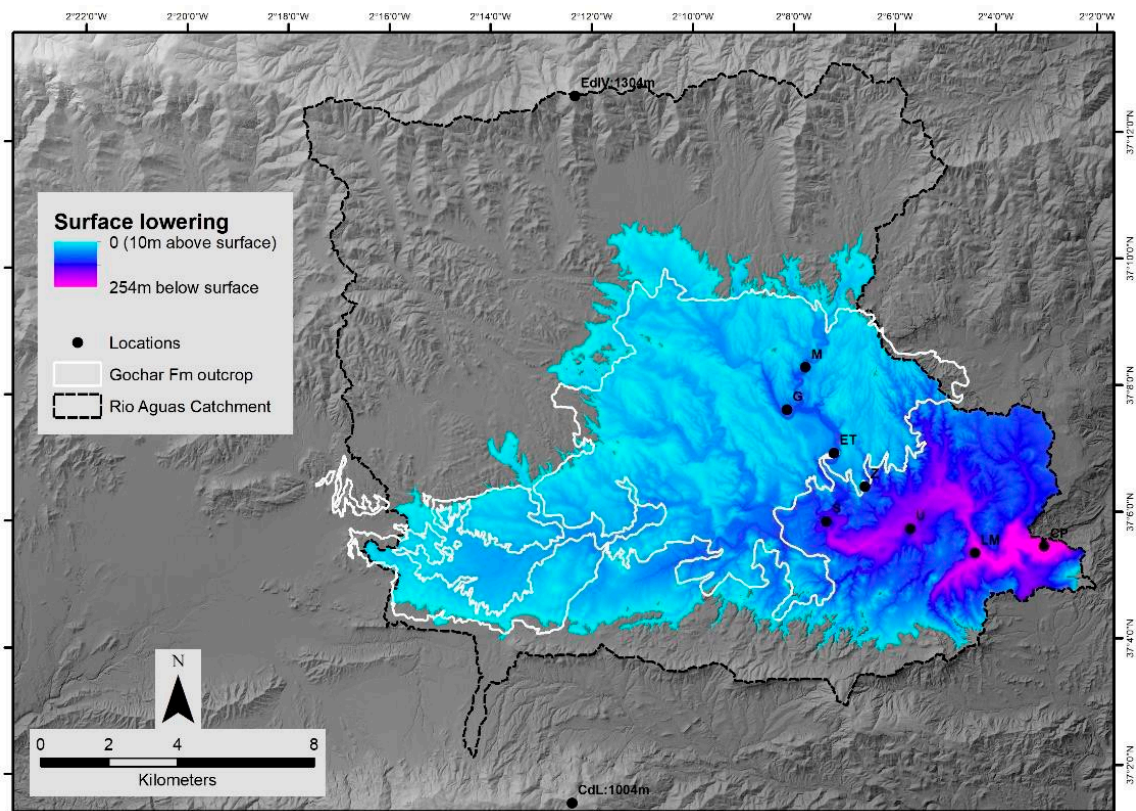 2°22'0"W 2°20'0"W 2°18'0"W 2°16'0"W 2°14'0"W 2°12'0"W 2°10'0"W 2°8'0"W 2°6'0"W 2°4'0"W 2°2'0"W
EdlV:1304m
37°12'0"N
Surface lowering
0 (10m above surface)
254m below surface
Locations
Gochar Fm outcrop
Rio Aguas Catchment
37°10'0"N
M
37°8'0"N
G
ET
Z
37°6'0"N
S
U
LM
CP
37°4'0"N
N
0 2 4 8
Kilometers
37°2'0"N
CdL:1004m